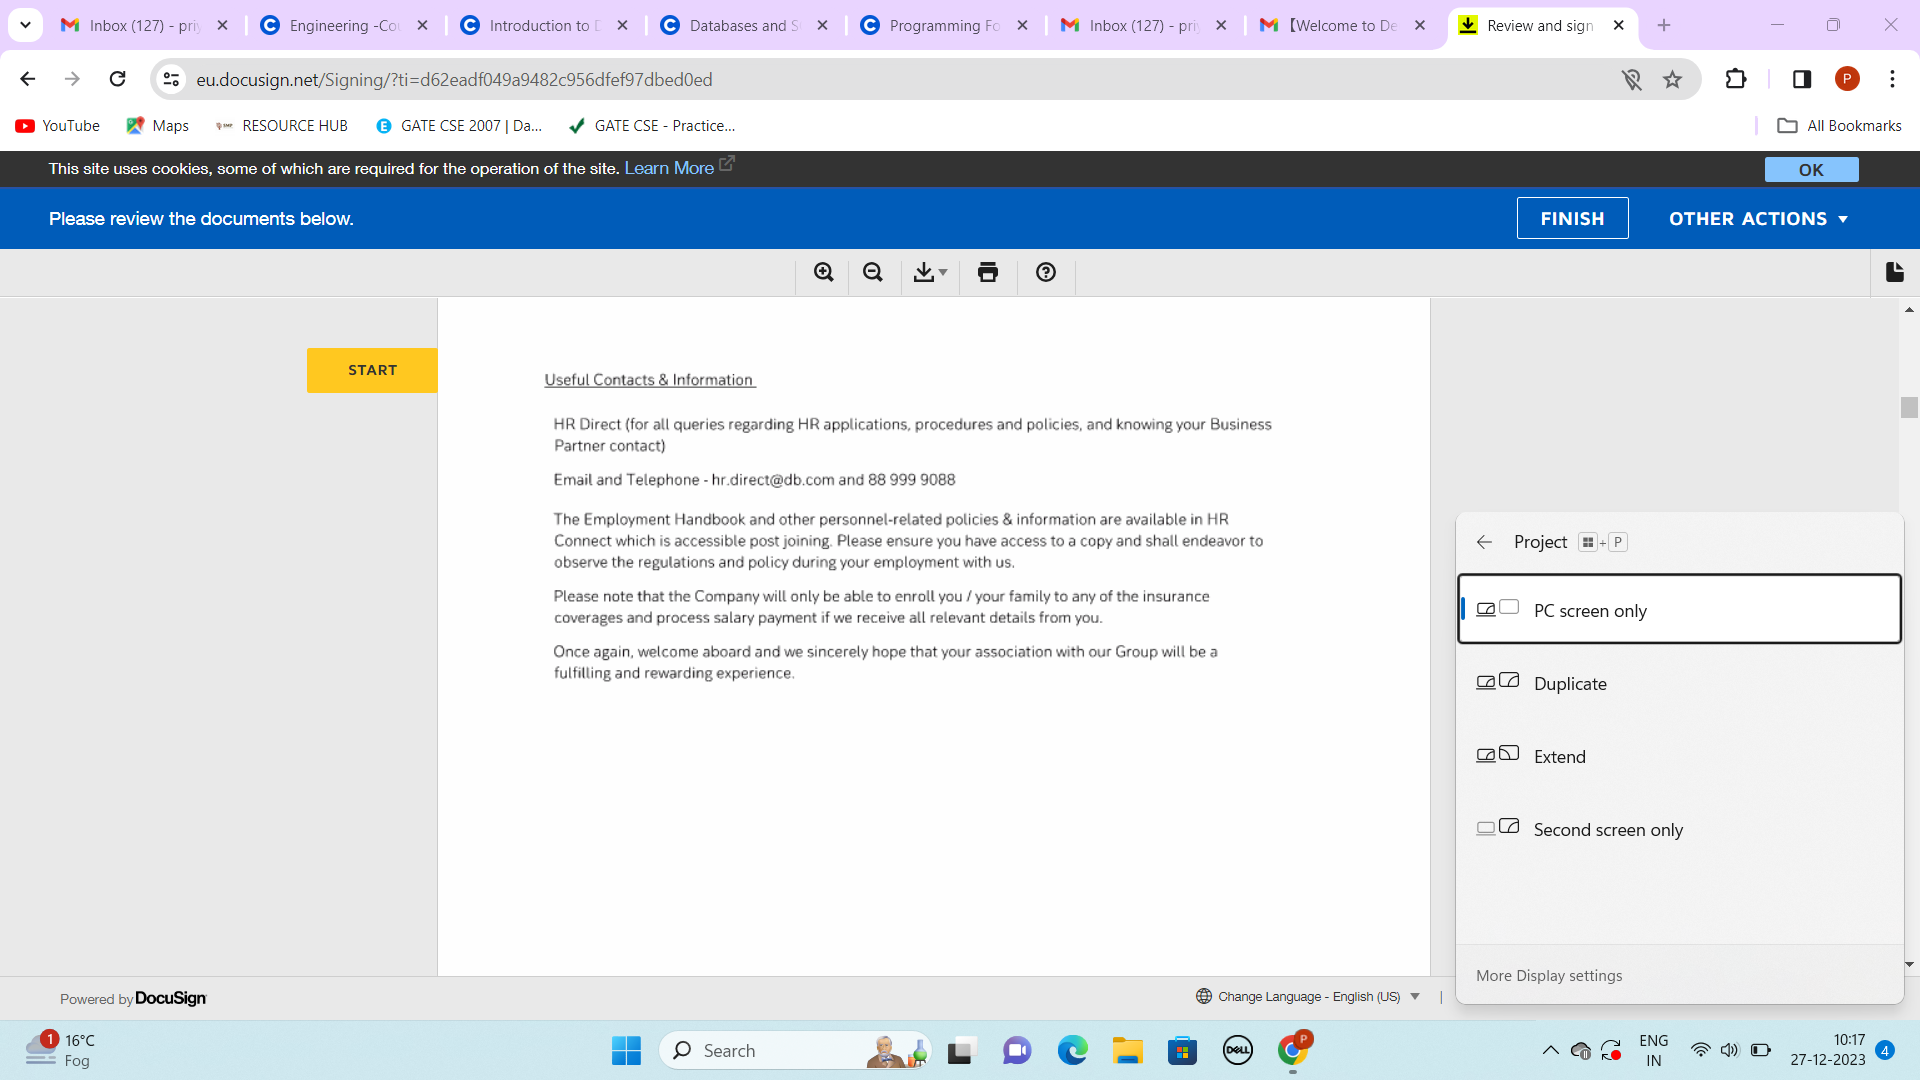 Inbox (127) - pri
Engineering -Co
Introduction to D
Databases and S
Programming Fo
Inbox (127) - pri
【Welcome to De
Review and sign
eu.docusign.net/Signing/?ti=d62eadf049a9482c956dfef97dbed0ed
P
YouTube
Maps
RESOURCE HUB
GATE CSE 2007 | Da...
GATE CSE - Practice...
All Bookmarks
This site uses cookies, some of which are required for the operation of the site. Learn More
OK
Please review the documents below.
FINISH
OTHER ACTIONS
START
Useful Contacts & Information
HR Direct (for all queries regarding HR applications, procedures and policies, and knowing your Business
Partner contact)
Email and Telephone - hr.direct@db.com and 88 999 9088
The Employment Handbook and other personnel-related policies & information are available in HR
Connect which is accessible post joining. Please ensure you have access to a copy and shall endeavor to
observe the regulations and policy during your employment with us.
Please note that the Company will only be able to enroll you / your family to any of the insurance
coverages and process salary payment if we receive all relevant details from you.
Once again, welcome aboard and we sincerely hope that your association with our Group will be a
fulfilling and rewarding experience.
Project + P
PC screen only
Duplicate
Extend
Second screen only
More Display settings
Powered by DocuSign
Change Language - English (US)
|
1
16°C
Fog
Search
DELL
P
ENG
IN
10:17
27-12-2023
4